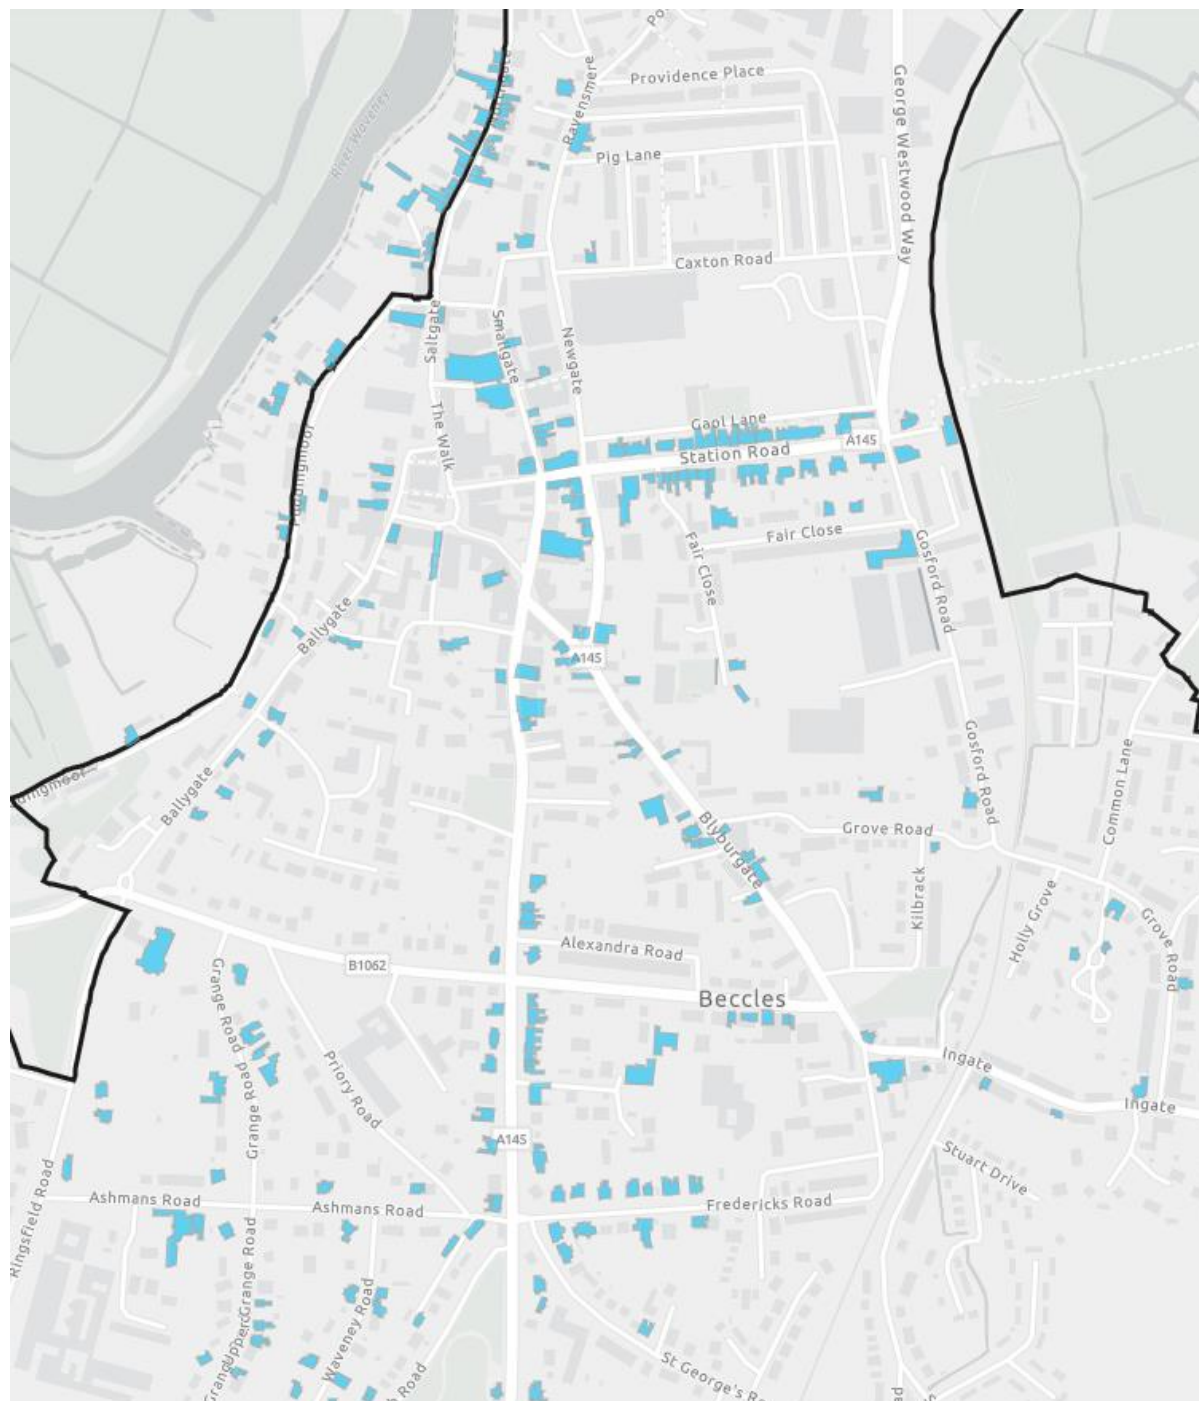 Providence Place
Ravensmere
George Westwood Way
River Waveney
Pig Lane
Caxton Road
Saltgate
Smallgate
Newgate
The Walk
Gaol Lane
A145
Station Road
Puddingmoor
Fair Close
Fair Close
Gosford Road
Ballygate
A145
Gosford Road
Common Lane
Ballygate
Blyburgate
Grove Road
Kilbrack
Holly Grove
Grove Road
Alexandra Road
B1062
Beccles
Grange Road
Priory Road
Grange Road
Ingate
Ingate
A145
Stuart Drive
Ringsfield Road
Ashmans Road
Ashmans Road
Fredericks Road
Upper Grange Road
Waveney Road
St George's R